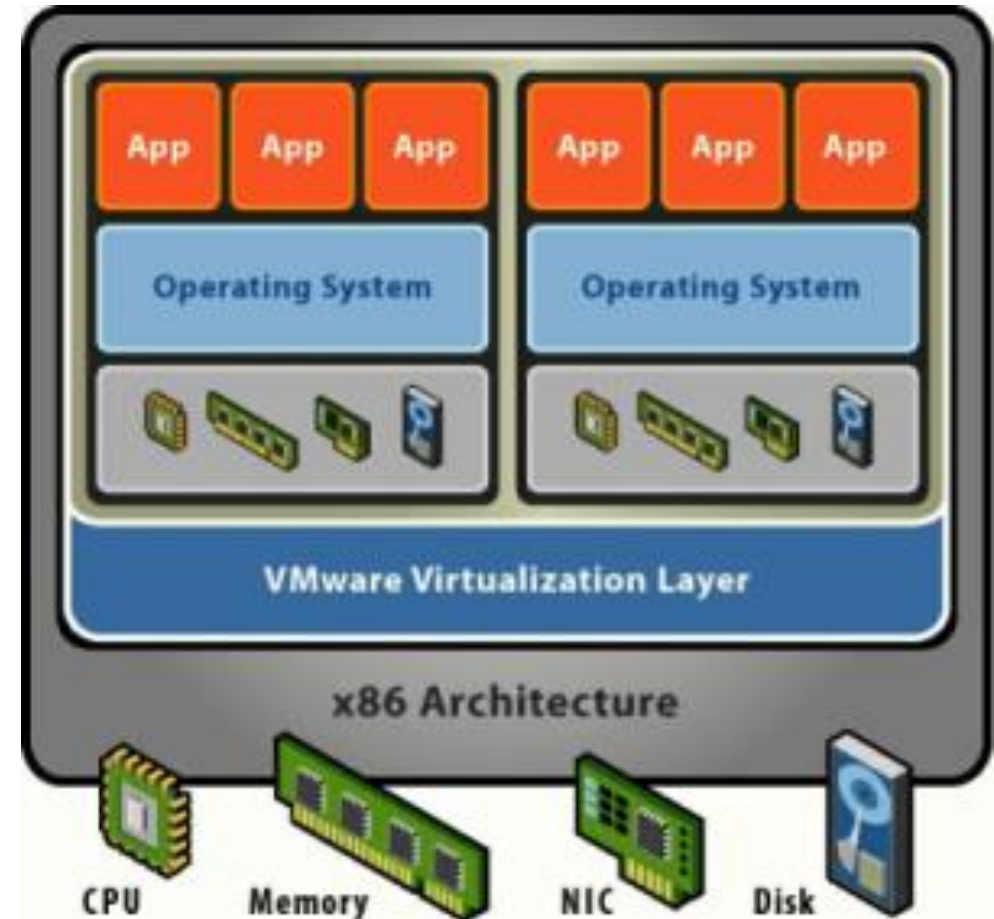 App App App App App App
Operating System Operating System
VMware Virtualization Layer
x86 Architecture
CPU Memory NIC Disk